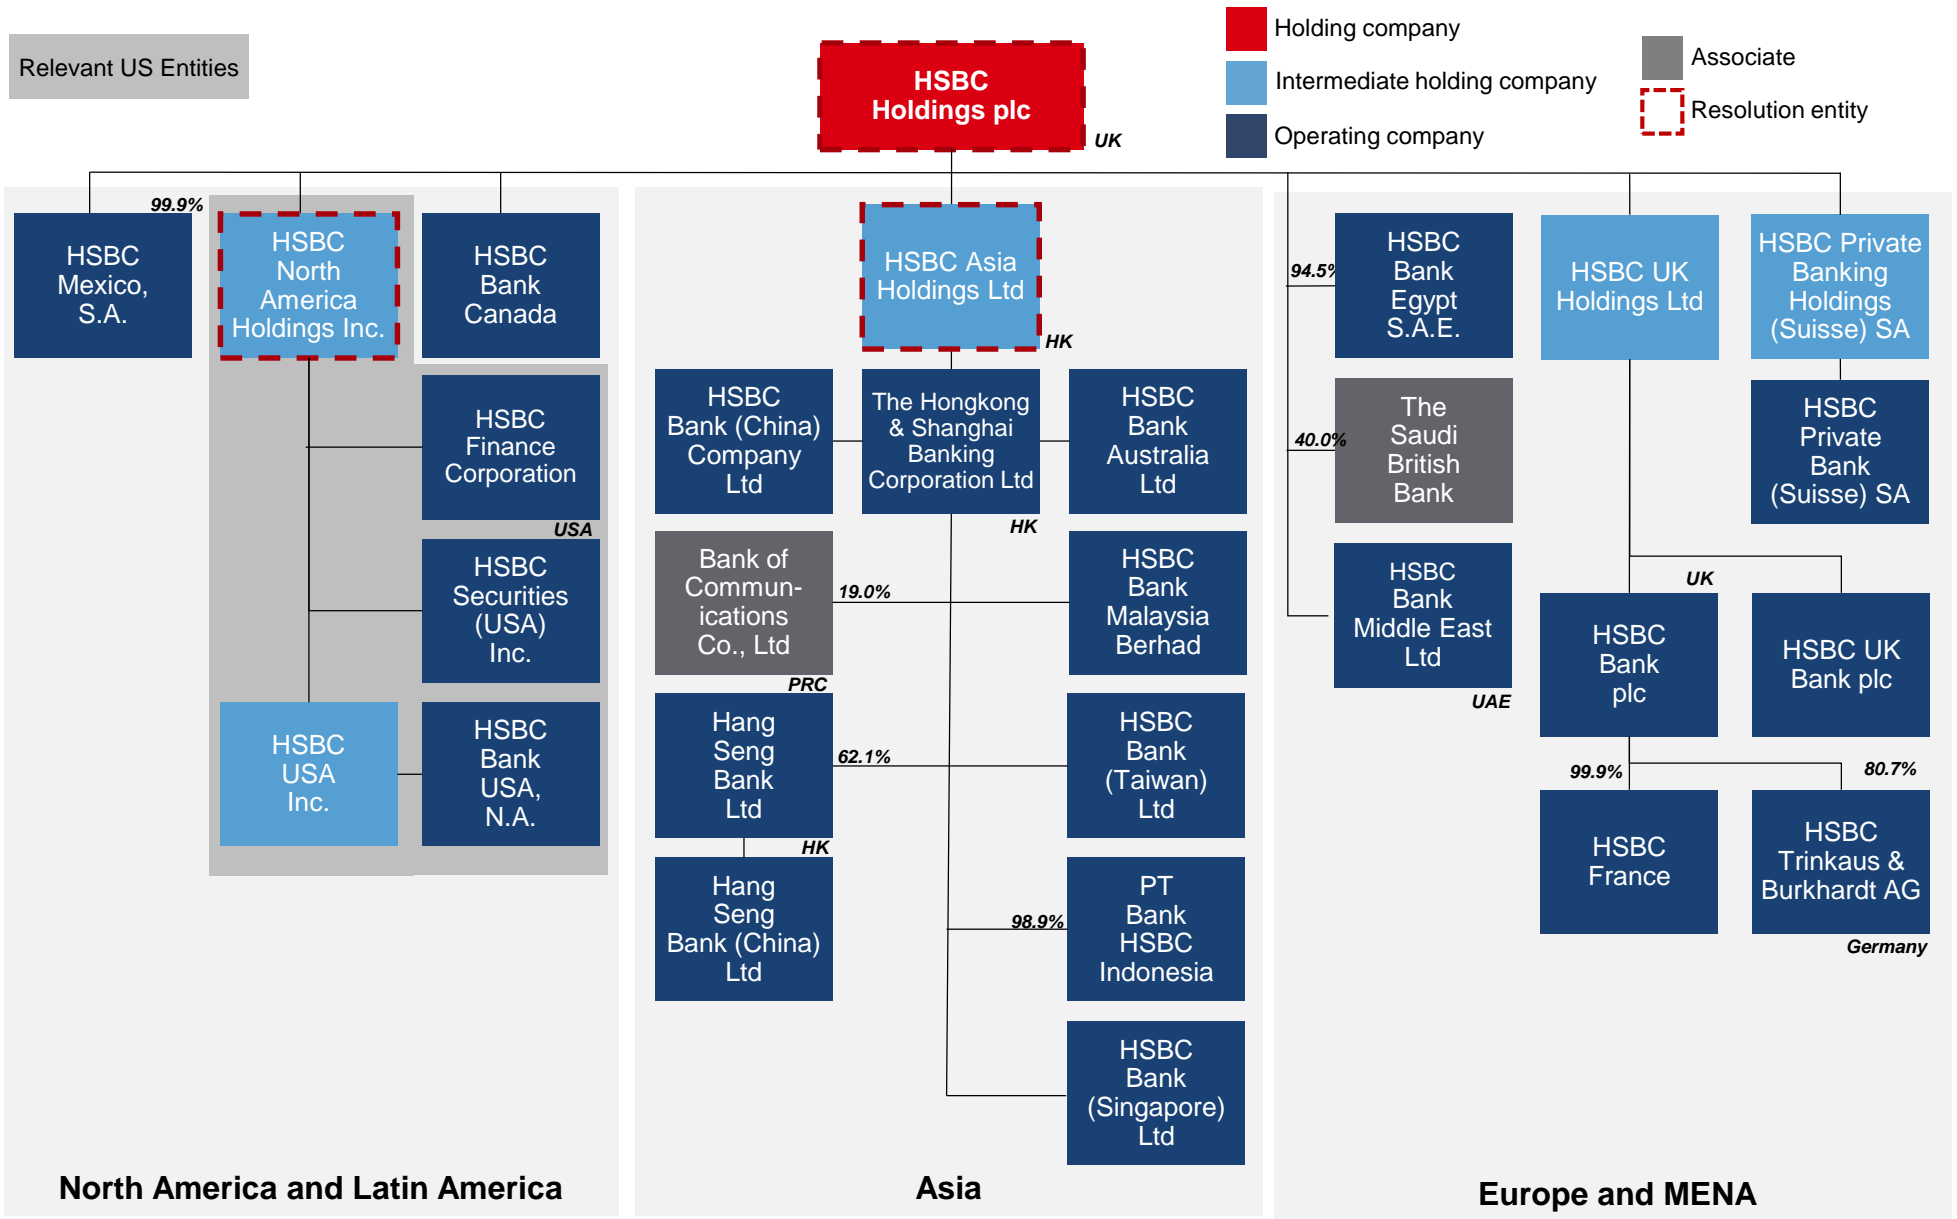 Relevant US Entities
HSBC
Holdings plc
UK
Holding company
Intermediate holding company
Operating company
Associate
Resolution entity
99.9%
HSBC
Mexico,
S.A.
HSBC
North
America
Holdings Inc.
HSBC
Bank
Canada
HSBC
Finance
Corporation
USA
HSBC
Securities
(USA)
Inc.
HSBC
USA
Inc.
HSBC
Bank
USA,
N.A.
North America and Latin America
HSBC Asia
Holdings Ltd
HK
HSBC
Bank (China)
Company
Ltd
The Hongkong
& Shanghai
Banking
Corporation Ltd
HK
HSBC
Bank
Australia
Ltd
Bank of
Commun-
ications
Co., Ltd
PRC
19.0%
HSBC
Bank
Malaysia
Berhad
Hang
Seng
Bank
Ltd
HK
62.1%
HSBC
Bank
(Taiwan)
Ltd
Hang
Seng
Bank (China)
Ltd
98.9%
PT
Bank
HSBC
Indonesia
HSBC
Bank
(Singapore)
Ltd
Asia
94.5%
HSBC
Bank
Egypt
S.A.E.
HSBC UK
Holdings Ltd
HSBC Private
Banking
Holdings
(Suisse) SA
40.0%
The
Saudi
British
Bank
HSBC
Private
Bank
(Suisse) SA
HSBC
Bank
Middle East
Ltd
UAE
UK
HSBC
Bank
plc
HSBC UK
Bank plc
99.9%
80.7%
HSBC
France
HSBC
Trinkaus &
Burkhardt AG
Germany
Europe and MENA